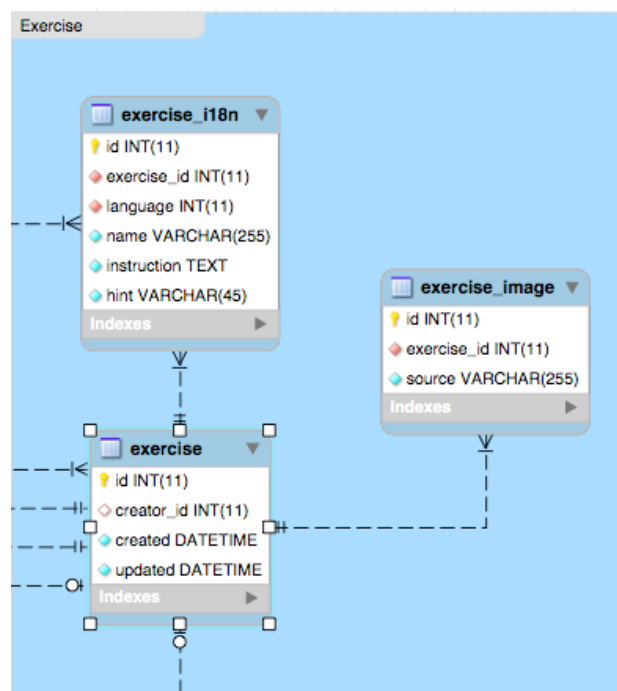 Exercise
exercise_i18n
id INT(11)
exercise_id INT(11)
language INT(11)
name VARCHAR(255)
instruction TEXT
hint VARCHAR(45)
Indexes
exercise_image
id INT(11)
exercise_id INT(11)
source VARCHAR(255)
Indexes
exercise
id INT(11)
creator_id INT(11)
created DATETIME
updated DATETIME
Indexes